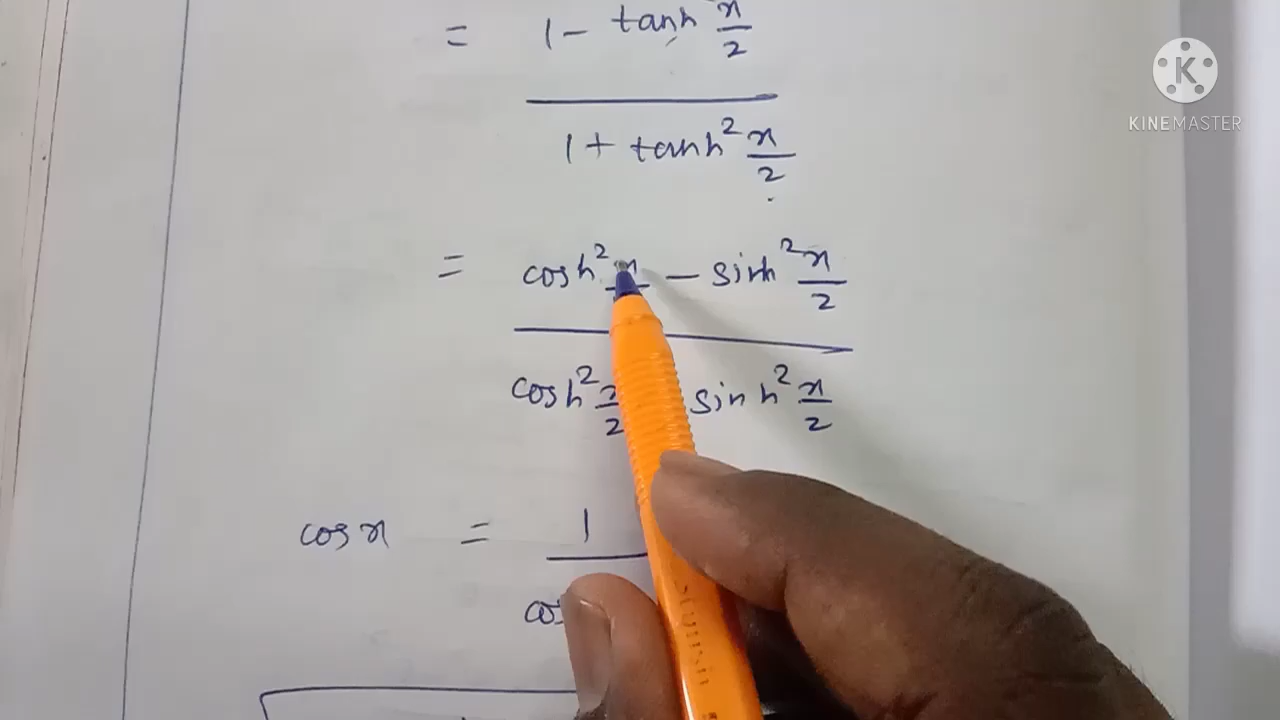 = 1 - tanh x/2
1 + tanh² x/2
= cosh² x/2 - sinh² x/2
cosh² x/2 sinh² x/2
cos x = 1
KINEMASTER